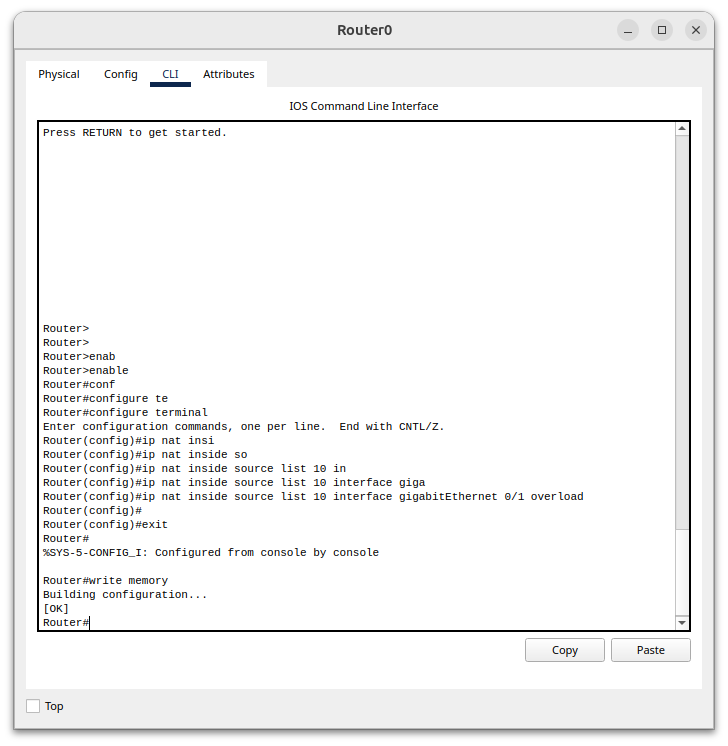 Router0
Physical Config CLI Attributes
IOS Command Line Interface
Press RETURN to get started.
Router>
Router>
Router>enab
Router>enable
Router#conf
Router#configure te
Router#configure terminal
Enter configuration commands, one per line.  End with CNTL/Z.
Router(config)#ip nat insi
Router(config)#ip nat inside so
Router(config)#ip nat inside source list 10 in
Router(config)#ip nat inside source list 10 interface giga
Router(config)#ip nat inside source list 10 interface gigabitEthernet 0/1 overload
Router(config)#
Router(config)#exit
Router#
%SYS-5-CONFIG_I: Configured from console by console
Router#write memory
Building configuration...
[OK]
Router#
Copy Paste
Top